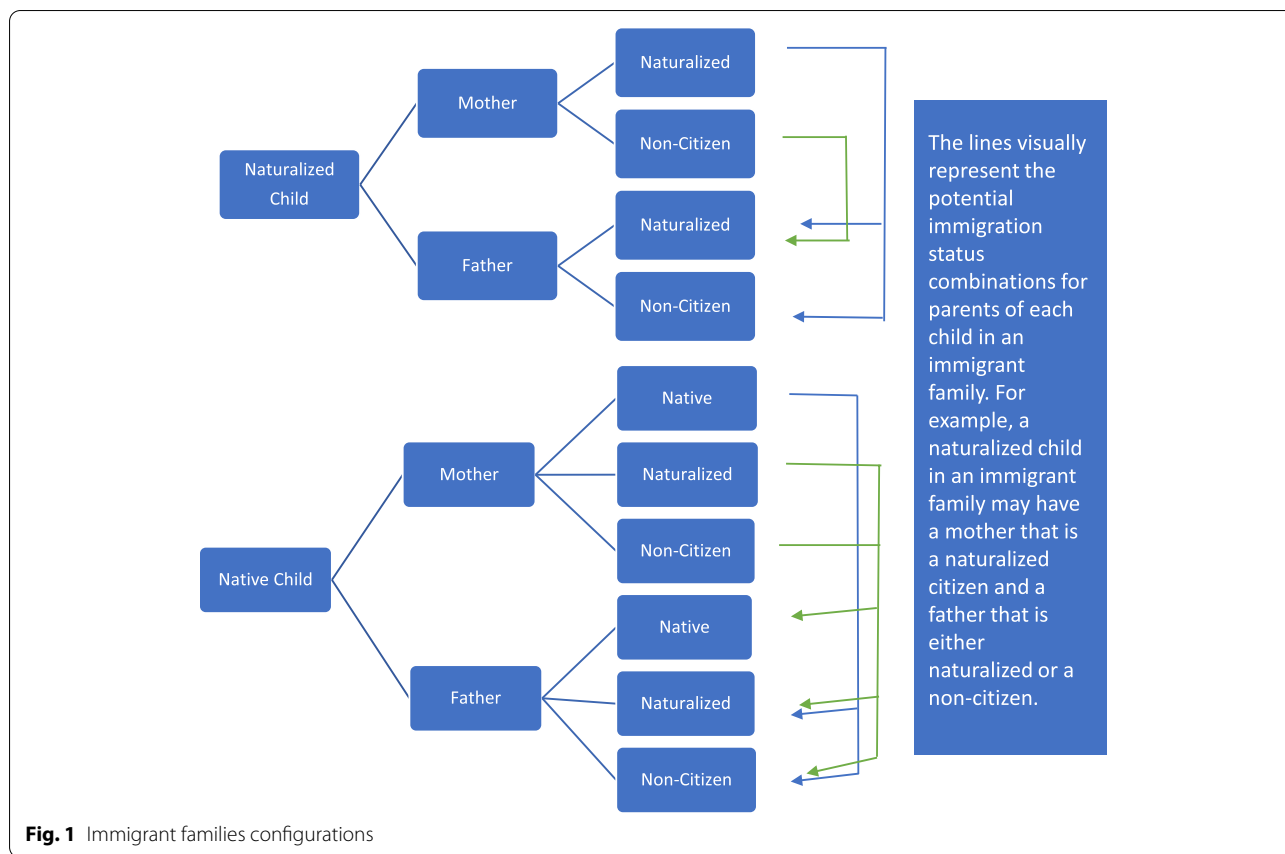 Naturalized
Child
Mother
Father
Naturalized
Non-Citizen
Naturalized
Non-Citizen
Native Child
Mother
Father
Native
Naturalized
Non-Citizen
Native
Naturalized
Non-Citizen
The lines visually
represent the
potential
immigration
status
combinations for
parents of each
child in an
immigrant
family. For
example, a
naturalized child
in an immigrant
family may have
a mother that is
a naturalized
citizen and a
father that is
either
naturalized or a
non-citizen.
Fig. 1 Immigrant families configurations